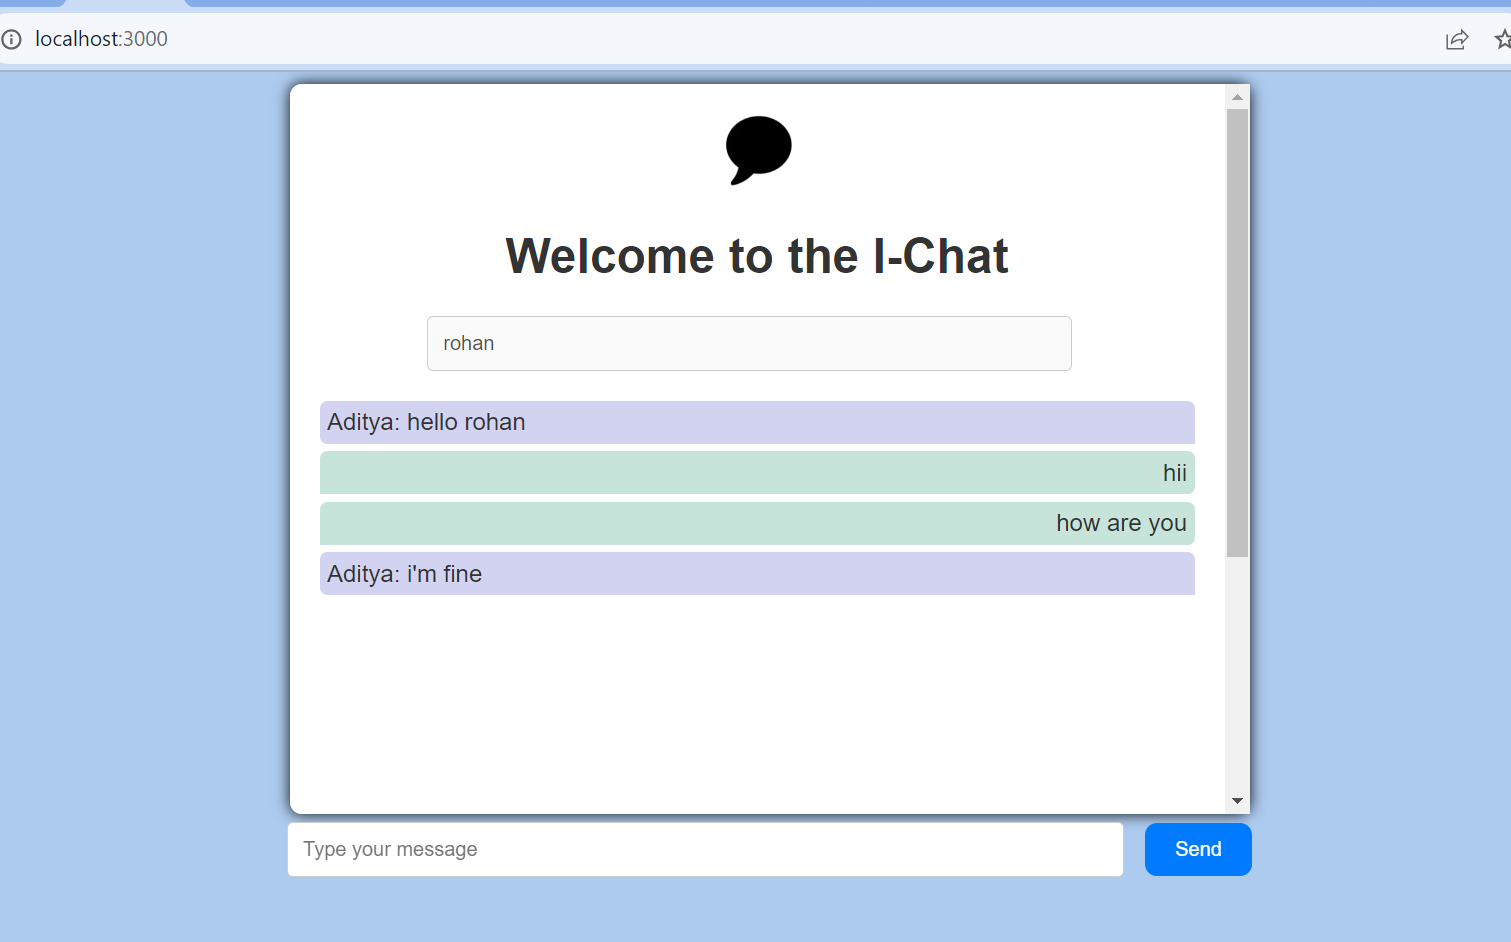 localhost:3000
Welcome to the I-Chat
rohan
Aditya: hello rohan
hii
how are you
Aditya: i'm fine
Type your message
Send